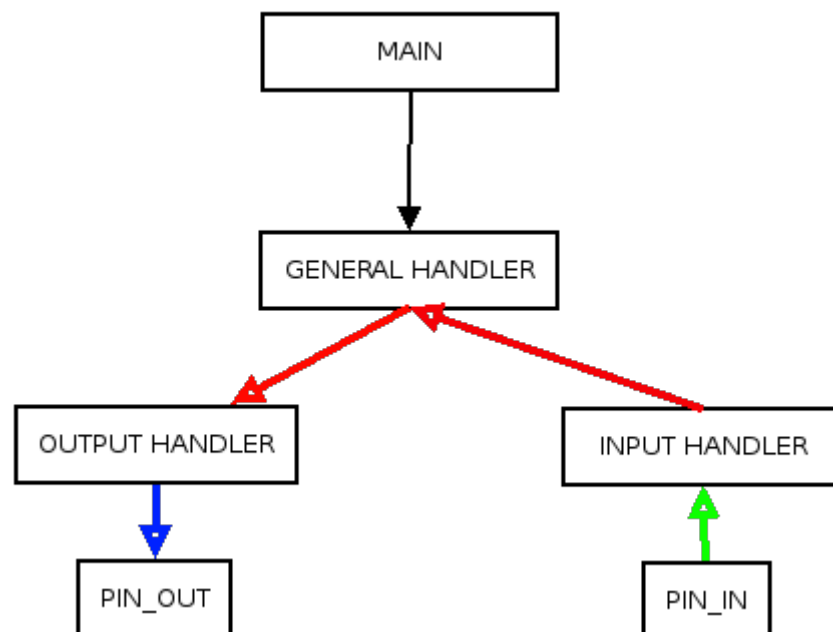 MAIN
GENERAL HANDLER
OUTPUT HANDLER
INPUT HANDLER
PIN_OUT
PIN_IN